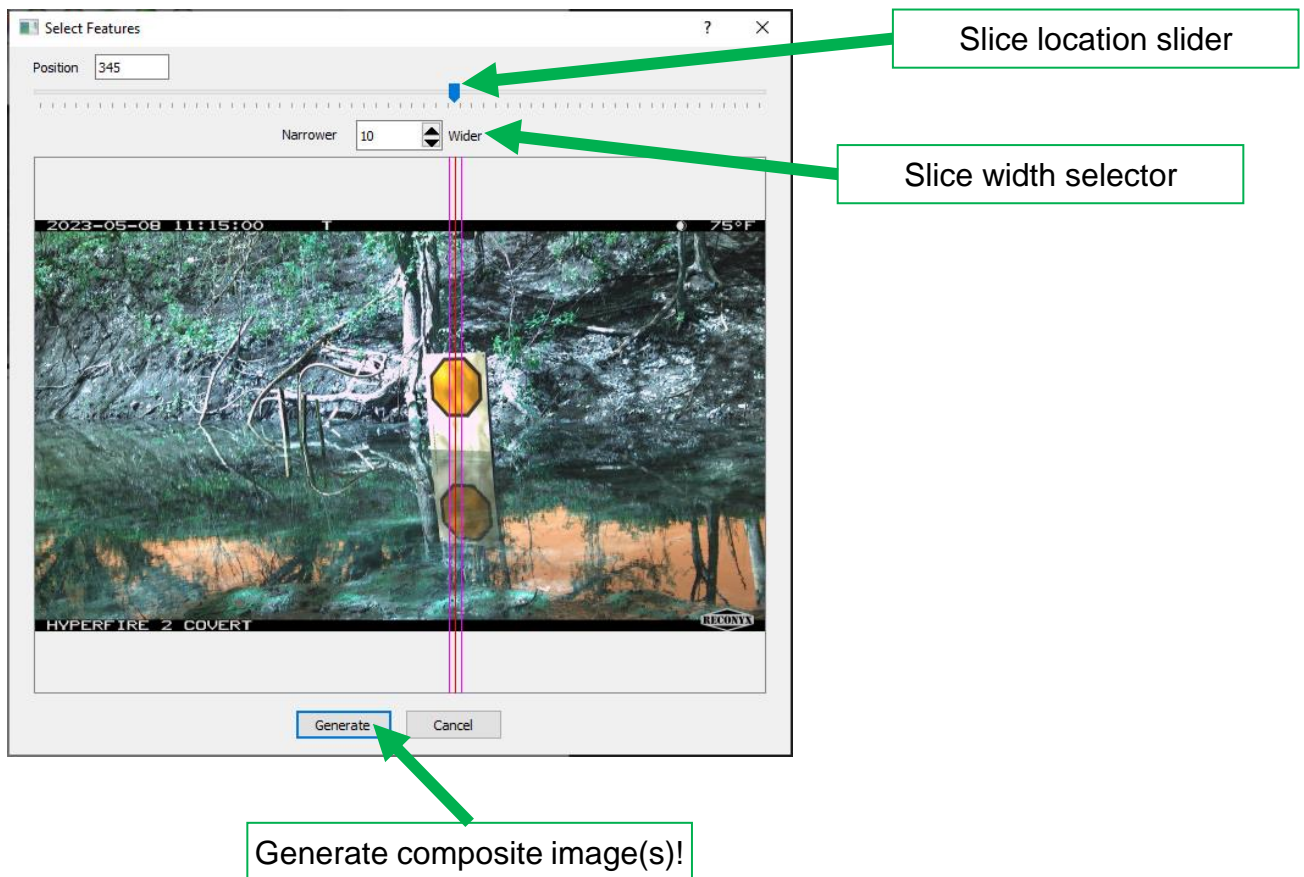 Select Features
?
Slice location slider
Position 345
Narrower 10 Wider
Slice width selector
2023-05-08 11:15:00 T 75°F
HYPERFIRE 2 COVERT
RECONYX
Generate Cancel
Generate composite image(s)!